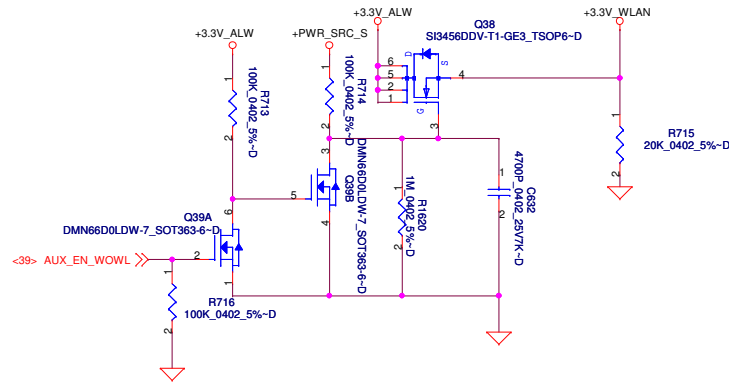 +3.3V_ALW
+3.3V_WLAN
Q38
SI3456DDV-T1-GE3_TSOP6~D
+3.3V_ALW
+PWR_SRC_S
D
S
G
6
5
2
1
4
3
1
2
R713
100K_0402_5%~D
1
2
R714
100K_0402_5%~D
1
2
R715
20K_0402_5%~D
3
5
4
Q39B
DMN66D0LDW-7_SOT363-6~D
1
2
R1620
1M_0402_5%~D
1
2
C632
4700P_0402_25V7K~D
Q39A
DMN66D0LDW-7_SOT363-6~D
6
2
1
<39> AUX_EN_WOWL
1
2
R716
100K_0402_5%~D